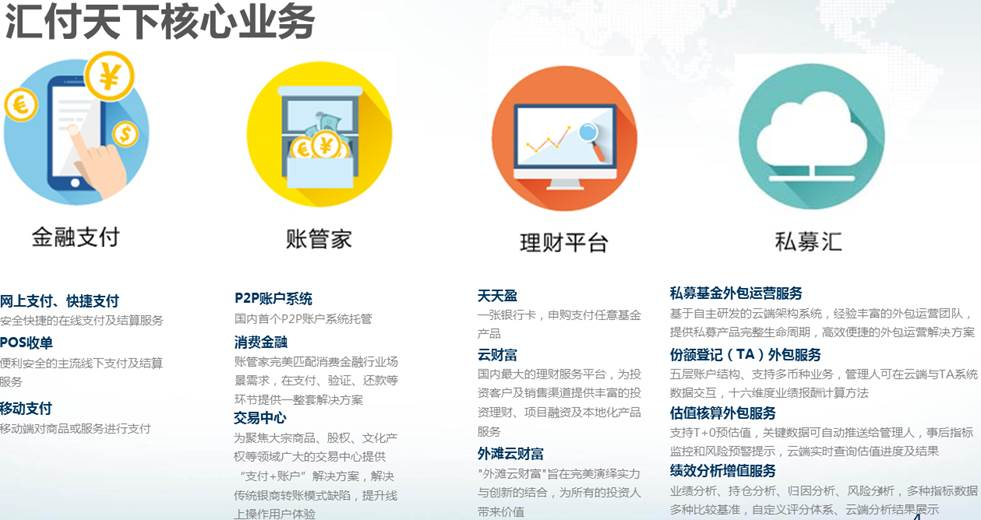 汇付天下核心业务
¥
€
$
€
¥
金融支付
账管家
理财平台
私募汇
网上支付、快捷支付
安全快捷的在线支付及结算服务
POS收单
便利安全的主流线下支付及结算
服务
移动支付
移动端对商品或服务进行支付
P2P账户系统
国内首个P2P账户系统托管
消费金融
账管家完美匹配消费金融行业场
景需求，在支付、验证、还款等
环节提供一整套解决方案
交易中心
为聚焦大宗商品、股权、文化产
权等领域广大的交易中心提供
“支付+账户”解决方案，解决
传统银商转账模式缺陷，提升线
上操作用户体验
天天盈
一张银行卡，申购支付任意基金
产品
云财富
国内最大的理财服务平台，为投
资客户及销售渠道提供丰富的投
资理财、项目融资及本地化产品
服务
外滩云财富
"外滩云财富"旨在完美演绎实力
与创新的结合，为所有的投资人
带来价值
私募基金外包运营服务
基于自主研发的云端架构系统，经验丰富的外包运营团队，
提供私募产品完整生命周期，高效便捷的外包运营解决方案
份额登记（TA）外包服务
五层账户结构、支持多币种业务，管理人可在云端与TA系统
数据交互，十六维度业绩报酬计算方法
估值核算外包服务
支持T+0预估值，关键数据可自动推送给管理人，事后指标
监控和风险预警提示，云端实时查询估值进度及结果
绩效分析增值服务
业绩分析、持仓分析、归因分析、风险分析，多种指标数据
多种比较基准，自定义评分体系、云端分析结果展示
4